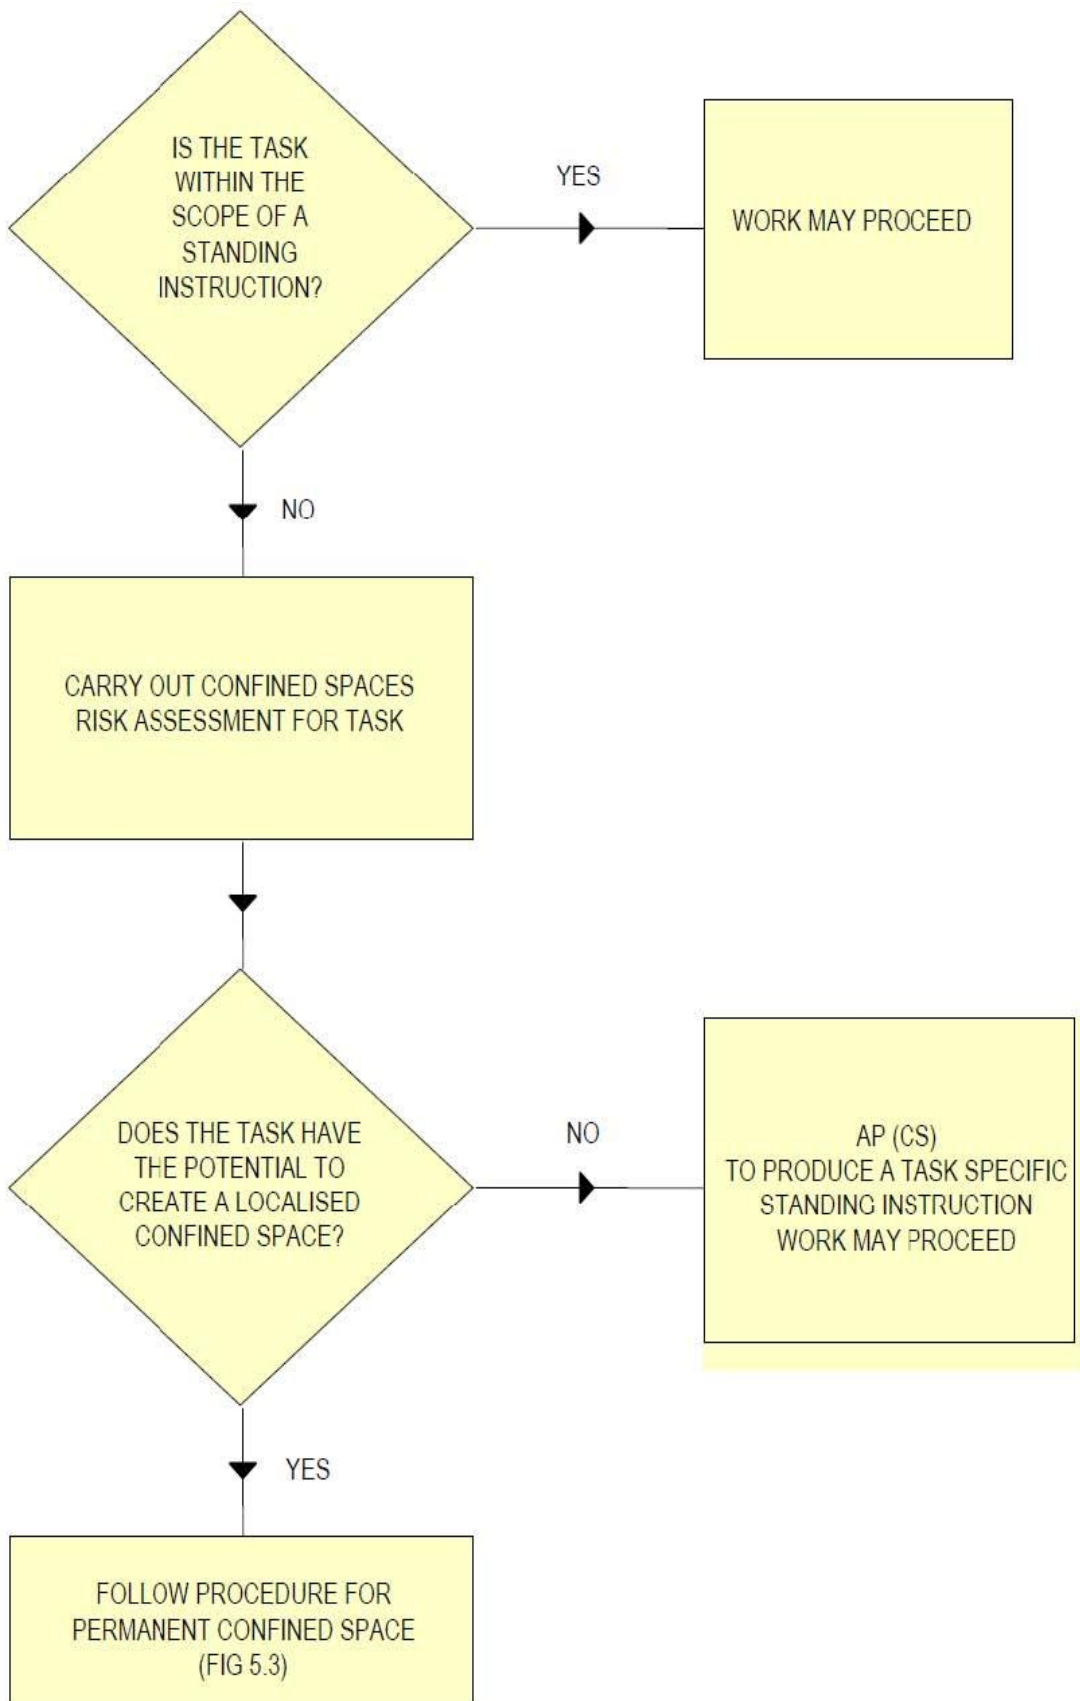 IS THE TASK
WITHIN THE
SCOPE OF A
STANDING
INSTRUCTION?
YES
WORK MAY PROCEED
NO
CARRY OUT CONFINED SPACES
RISK ASSESSMENT FOR TASK
DOES THE TASK HAVE
THE POTENTIAL TO
CREATE A LOCALISED
CONFINED SPACE?
NO
AP (CS)
TO PRODUCE A TASK SPECIFIC
STANDING INSTRUCTION
WORK MAY PROCEED
YES
FOLLOW PROCEDURE FOR
PERMANENT CONFINED SPACE
(FIG 5.3)